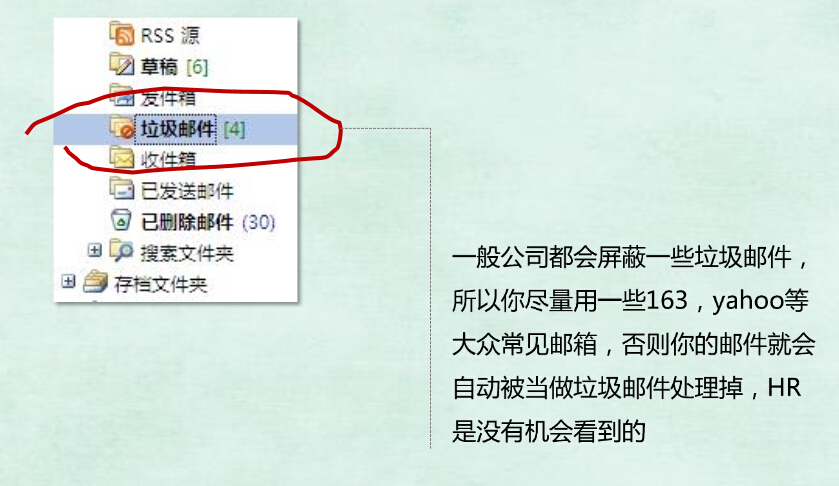 RSS 源
草稿 [6]
发件箱
垃圾邮件 [4]
收件箱
已发送邮件
已删除邮件 (30)
搜索文件夹
存档文件夹
一般公司都会屏蔽一些垃圾邮件，
所以你尽量用一些163，yahoo等
大众常见邮箱，否则你的邮件就会
自动被当做垃圾邮件处理掉，HR
是没有机会看到的